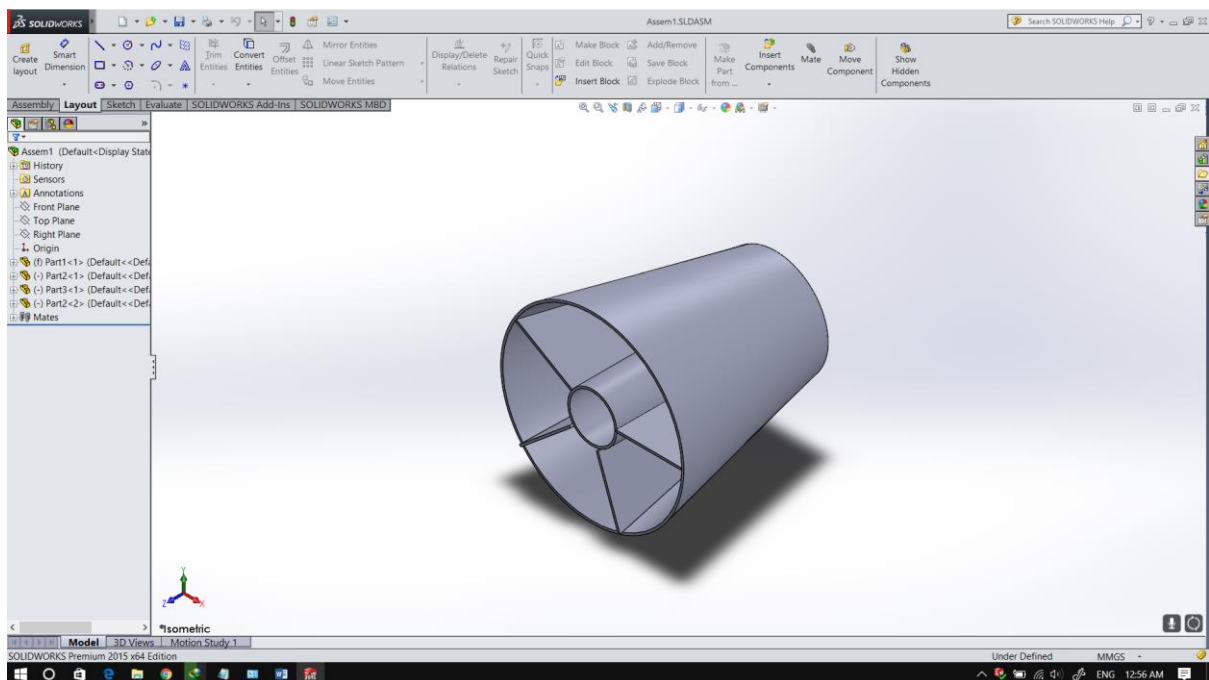 SOLIDWORKS
Assem1.SLDASM
Search SOLIDWORKS Help
Create layout
Smart Dimension
Trim Entities
Convert Entities
Offset Entities
Mirror Entities
Linear Sketch Pattern
Move Entities
Display/Delete Relations
Repair Sketch
Quick Snaps
Make Block
Edit Block
Insert Block
Add/Remove
Save Block
Explode Block
Make Part from ...
Insert Components
Mate
Move Component
Show Hidden Components
Assembly Layout Sketch Evaluate SOLIDWORKS Add-Ins SOLIDWORKS MBD
Assem1 (Default<Display State
History
Sensors
Annotations
Front Plane
Top Plane
Right Plane
Origin
(f) Part1<1> (Default<<Defa
(-) Part2<1> (Default<<Defa
(-) Part3<1> (Default<<Defa
(-) Part2<2> (Default<<Defa
Mates
Y
Z
X
*Isometric
Model 3D Views Motion Study 1
SOLIDWORKS Premium 2015 x64 Edition
Under Defined MMGS -
ENG 12:56 AM